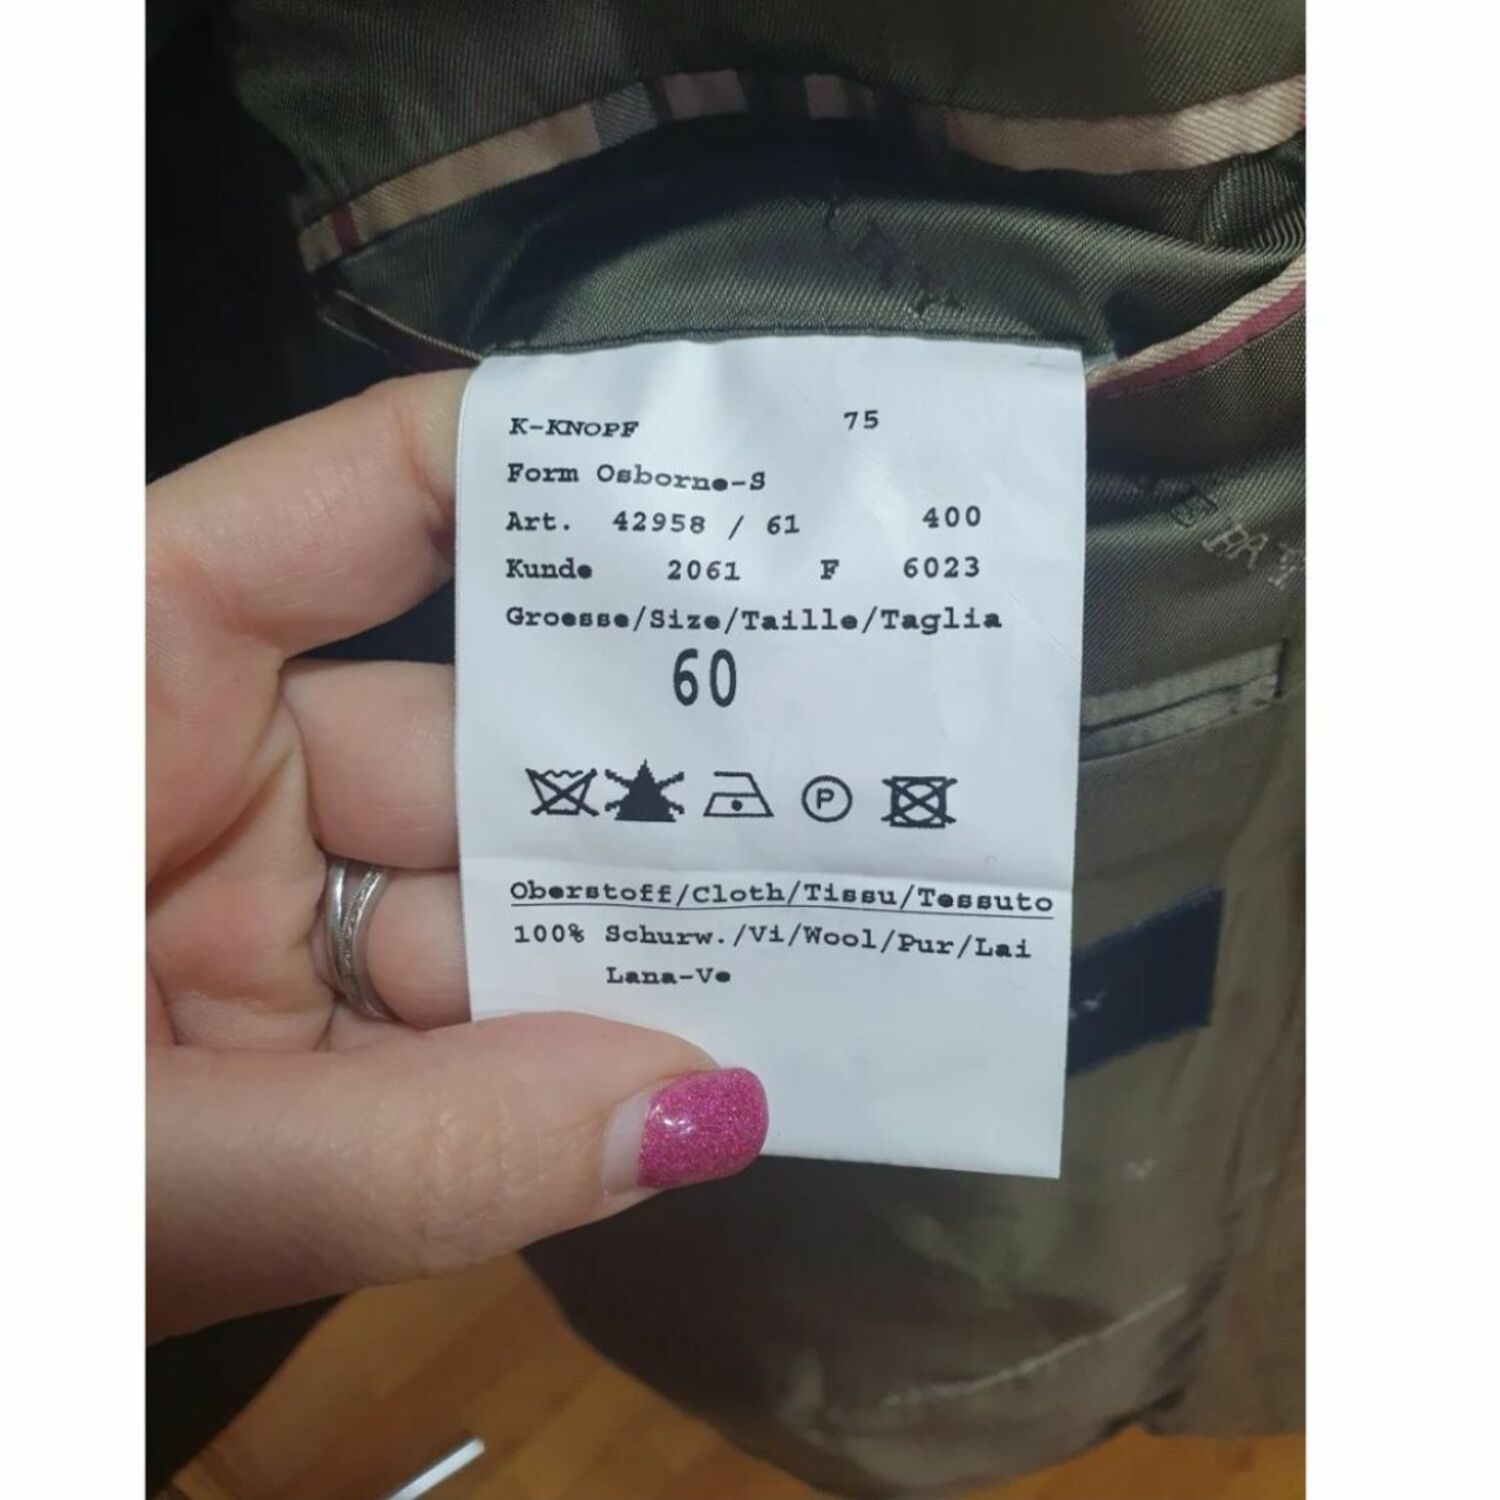 K-KNOPF 75
Form Osborne-S
Art. 42958 / 61 400
Kunde 2061 F 6023
Groesse/Size/Taille/Taglia
60
P
Oberstoff/Cloth/Tissu/Tessuto
100% Schurw./Vi/Wool/Pur/Lai
Lana-Ve